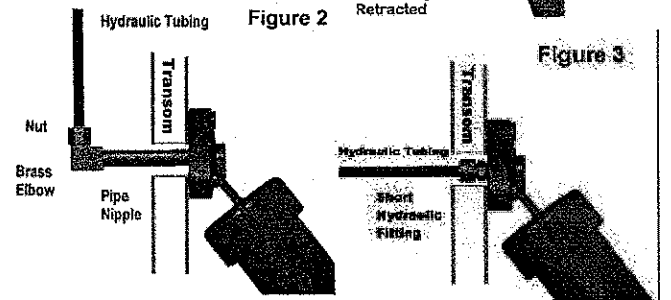 Hydraulic Tubing
Figure 2
Transom
Nut
Brass
Elbow
Pipe
Nipple
Retracted
Figure 3
Transom
Hydraulic Tubing
Short
Hydraulic
Fitting